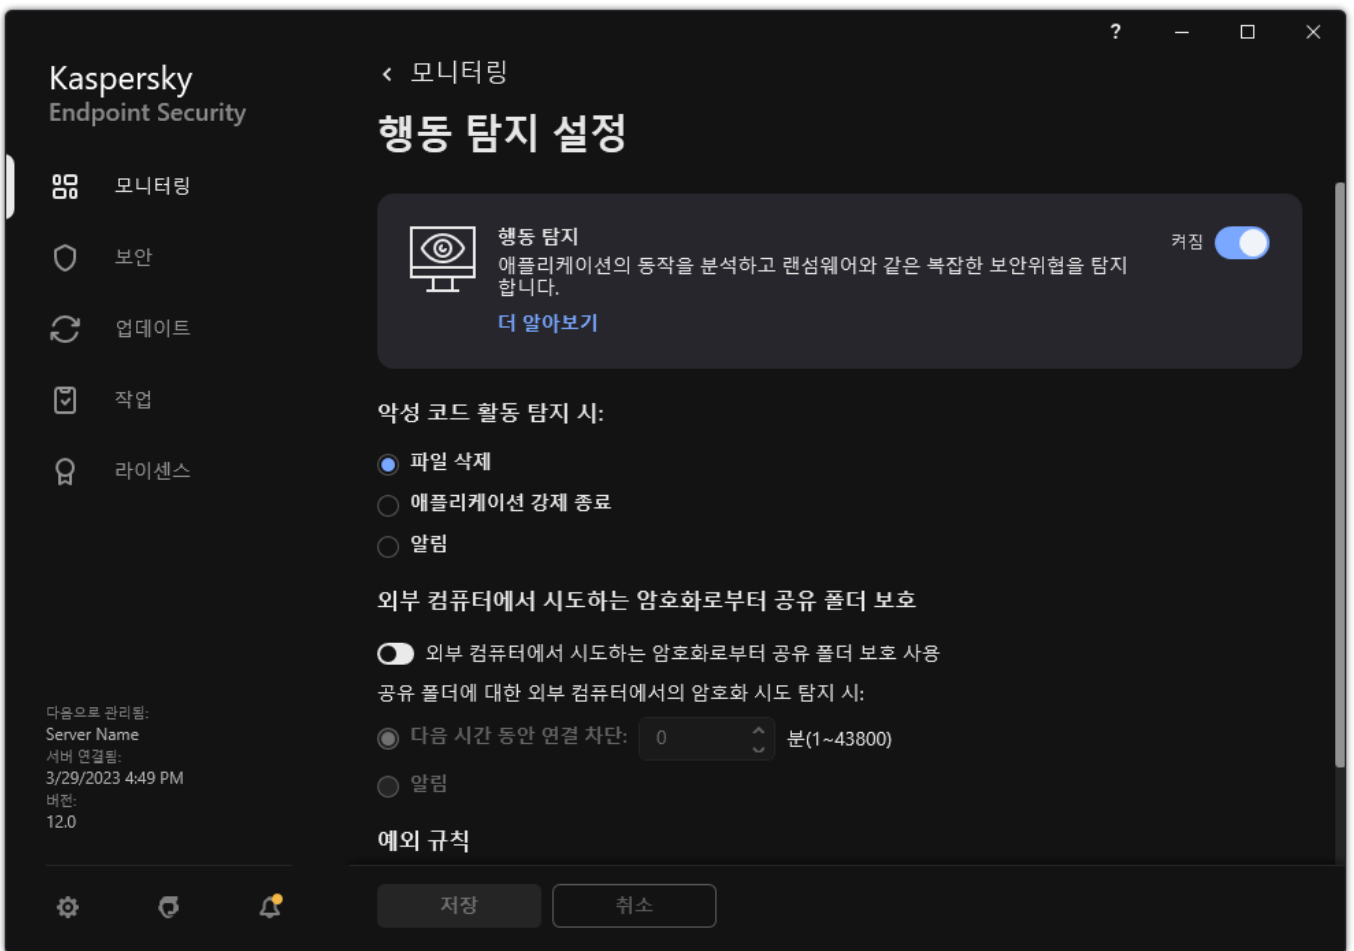 ?
Kaspersky
Endpoint Security
모니터링
보안
업데이트
작업
라이센스
다음으로 관리됨:
Server Name
서버 연결됨:
3/29/2023 4:49 PM
버전:
12.0
모니터링
행동 탐지 설정
행동 탐지
애플리케이션의 동작을 분석하고 랜섬웨어와 같은 복잡한 보안위협을 탐지
합니다.
더 알아보기
켜짐
악성 코드 활동 탐지 시:
파일 삭제
애플리케이션 강제 종료
알림
외부 컴퓨터에서 시도하는 암호화로부터 공유 폴더 보호
외부 컴퓨터에서 시도하는 암호화로부터 공유 폴더 보호 사용
공유 폴더에 대한 외부 컴퓨터에서의 암호화 시도 탐지 시:
다음 시간 동안 연결 차단: 0 분(1~43800)
알림
예외 규칙
저장 취소